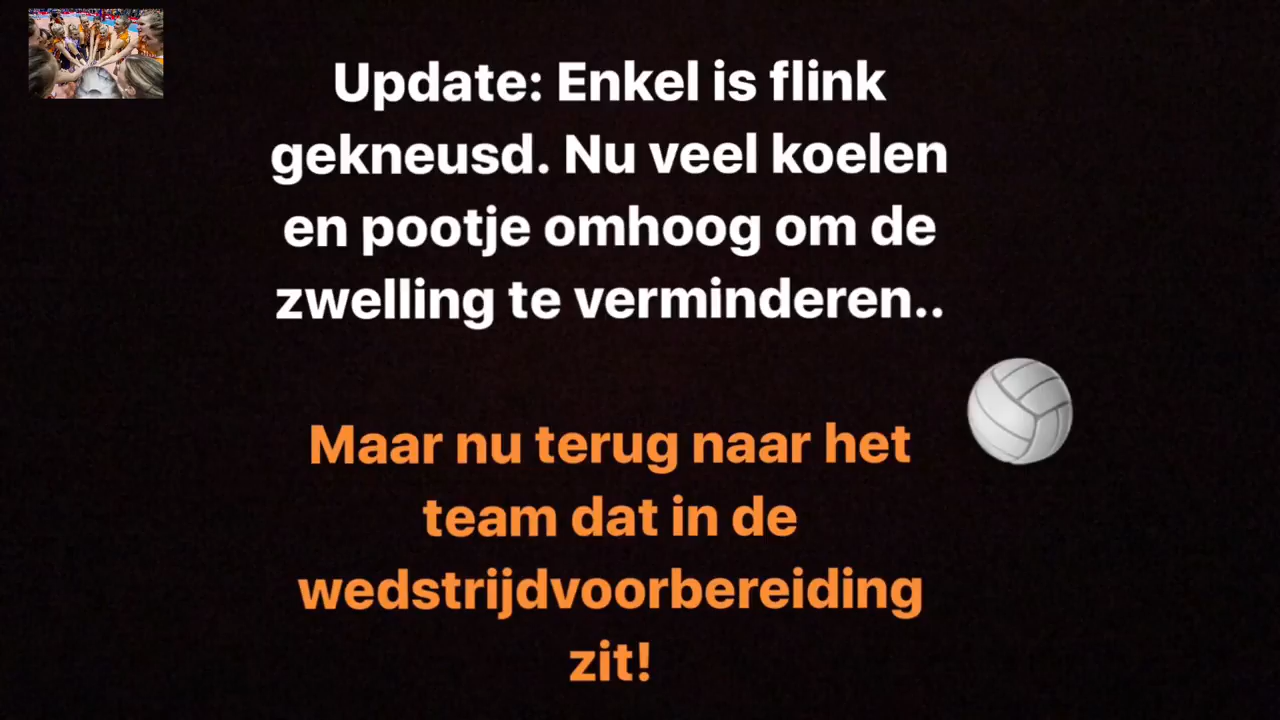 Update: Enkel is flink
gekneusd. Nu veel koelen
en pootje omhoog om de
zwelling te verminderen..
Maar nu terug naar het
team dat in de
wedstrijdvoorbereiding
zit!